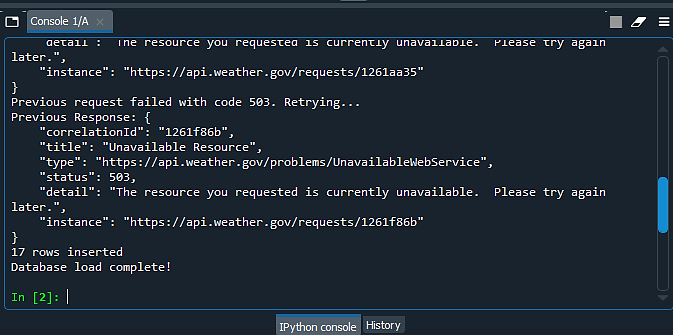 Console 1/A
"detail": "The resource you requested is currently unavailable.  Please try again
later.",
    "instance": "https://api.weather.gov/requests/1261aa35"
}
Previous request failed with code 503. Retrying...
Previous Response: {
    "correlationId": "1261f86b",
    "title": "Unavailable Resource",
    "type": "https://api.weather.gov/problems/UnavailableWebService",
    "status": 503,
    "detail": "The resource you requested is currently unavailable.  Please try again
later.",
    "instance": "https://api.weather.gov/requests/1261f86b"
}
17 rows inserted
Database load complete!
In [2]:
IPython console
History